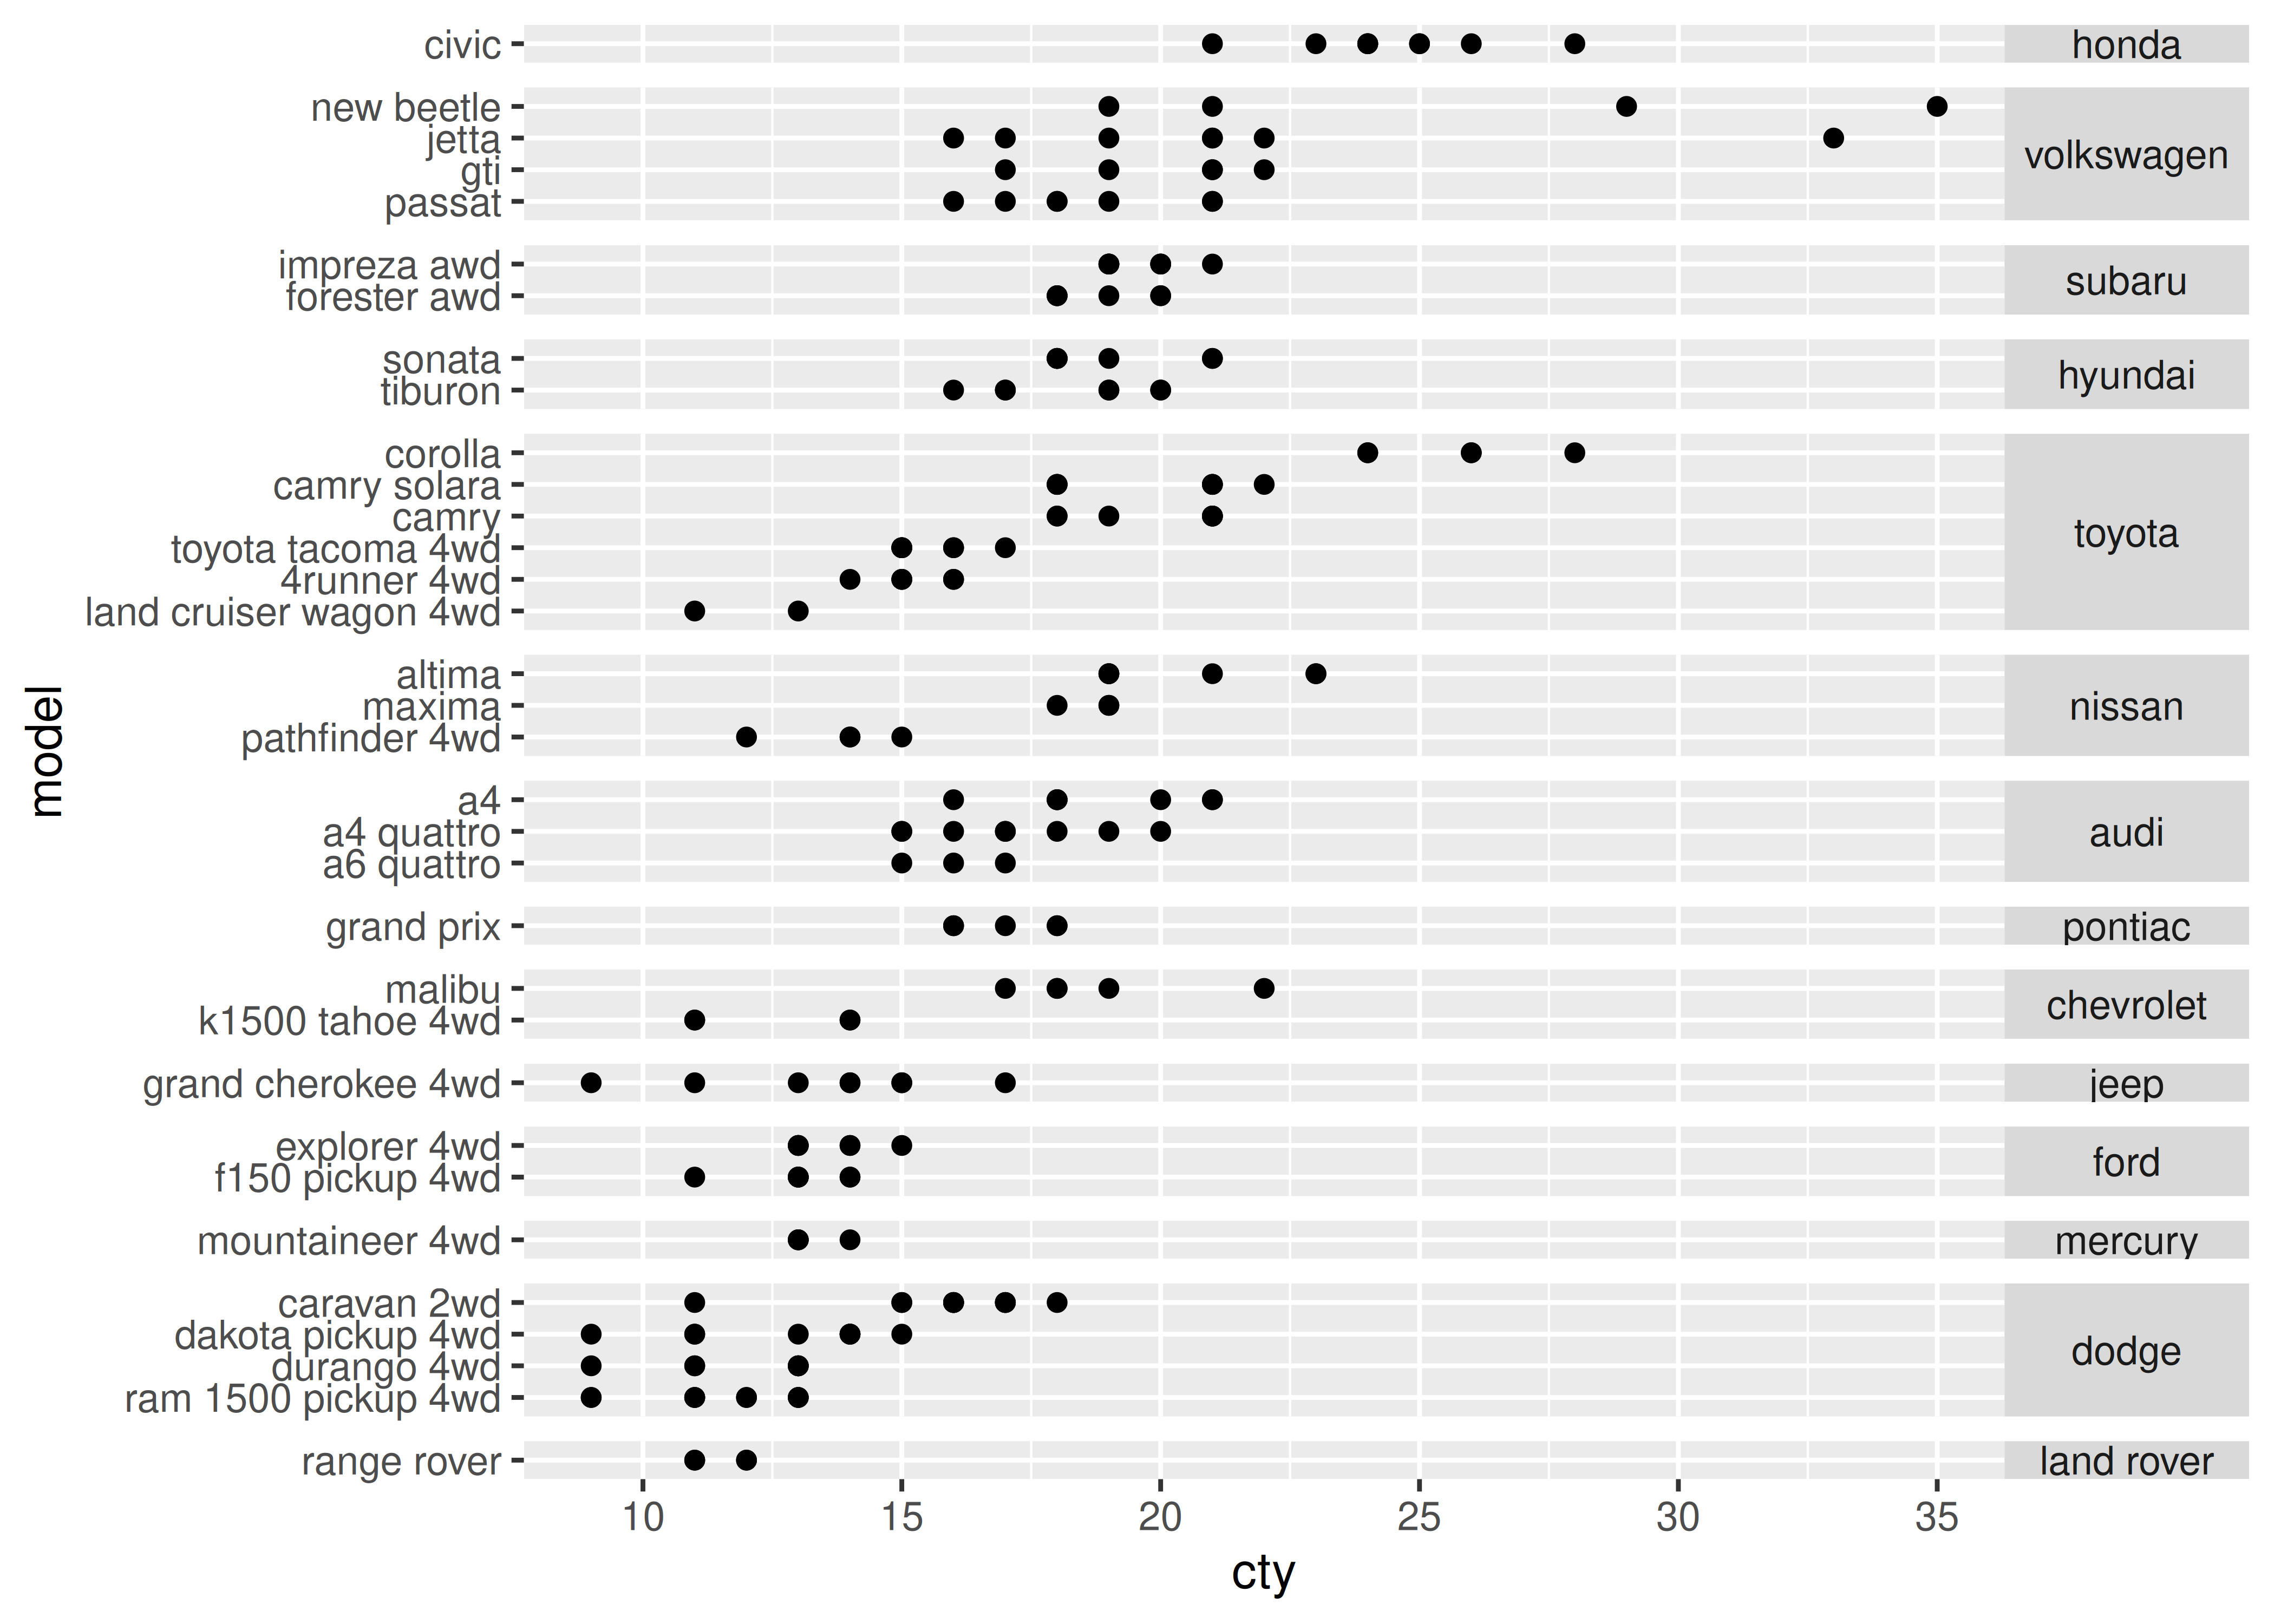 civic honda
new beetle
jetta
gti
passat
volkswagen
impreza awd
forester awd
subaru
sonata
tiburon
hyundai
corolla
camry solara
camry
toyota tacoma 4wd
4runner 4wd
land cruiser wagon 4wd
toyota
altima
maxima
pathfinder 4wd
nissan
a4
a4 quattro
a6 quattro
audi
grand prix pontiac
malibu
k1500 tahoe 4wd
chevrolet
grand cherokee 4wd jeep
explorer 4wd
f150 pickup 4wd
ford
mountaineer 4wd mercury
caravan 2wd
dakota pickup 4wd
durango 4wd
ram 1500 pickup 4wd
dodge
range rover land rover
model
10 15 20 25 30 35
cty